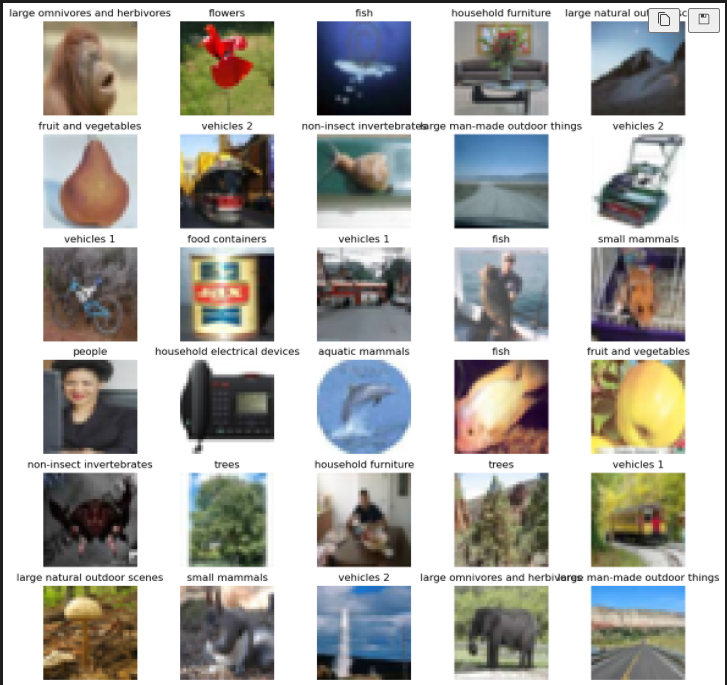 large omnivores and herbivores
flowers
fish
household furniture
large natural out
fruit and vegetables
vehicles 2
non-insect invertebrates
large man-made outdoor things
vehicles 2
vehicles 1
food containers
vehicles 1
fish
small mammals
people
household electrical devices
aquatic mammals
fish
fruit and vegetables
non-insect invertebrates
trees
household furniture
trees
vehicles 1
large natural outdoor scenes
small mammals
vehicles 2
large omnivores and herbivores
large man-made outdoor things